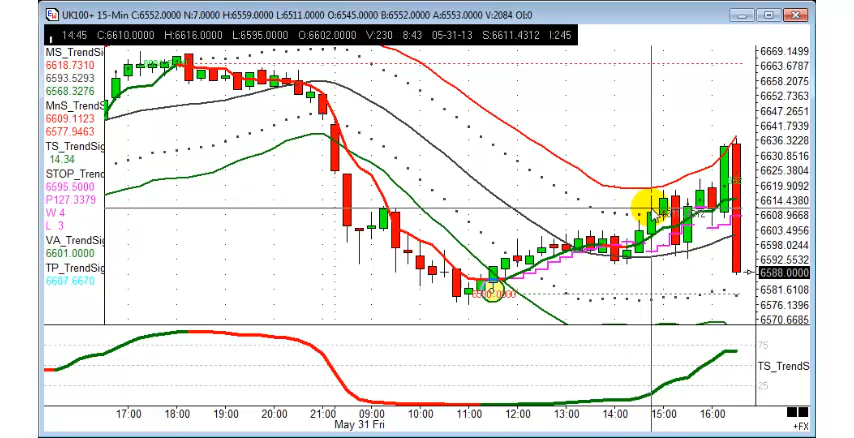 UK100+ 15-Min C:6552.0000 N:7.0000 H:6559.0000 L:6511.0000 O:6545.0000 B:6552.0000 A:6553.0000 V:2084 OI:0
14:45 C:6610.0000 H:6616.0000 L:6595.0000 O:6602.0000 V:230 8:43 05-31-13 S:6611.4312 I:245
MS_TrendSi
6618.7310
6593.5293
6568.3276
MnS_TrendS
6609.1123
6577.9463
TS_TrendSig
14.34
STOP_Trend
6595.5000
P127.3379
W 4
L 3
VA_TrendSi
6601.0000
TP_TrendSi
6607.6670
6669.1499
6663.6787
6658.2075
6652.7363
6647.2651
6641.7939
6636.3228
6630.8516
6625.3804
6619.9092
6614.4380
6608.9668
6603.4956
6598.0244
6592.5532
6588.0000
6581.6108
6576.1396
6570.6685
75
25
TS_TrendS
17:00 18:00 19:00 20:00 21:00 09:00 10:00 11:00 12:00 13:00 14:00 15:00 16:00
May 31 Fri
+FX